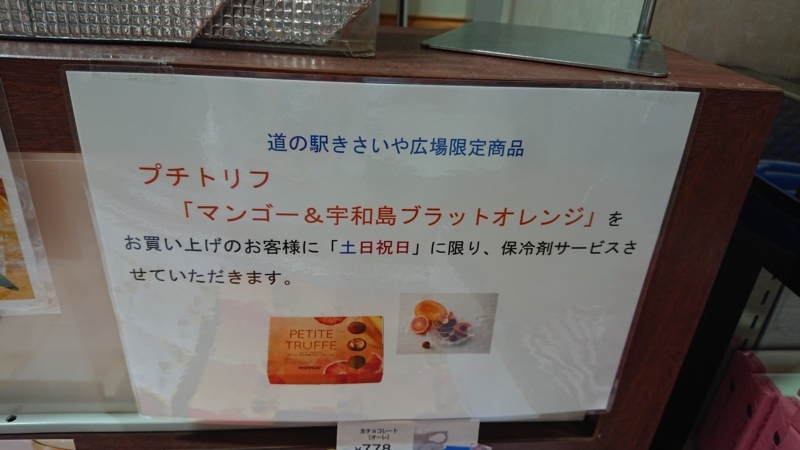 道の駅きさいや広場限定商品
プチトリフ
「マンゴー＆宇和島ブラットオレンジ」を
お買い上げのお客様に「土日祝日」に限り、保冷剤サービスさ
せていただきます。
PETITE
TRUFFE
生チョコレート
(オーレ)
¥778